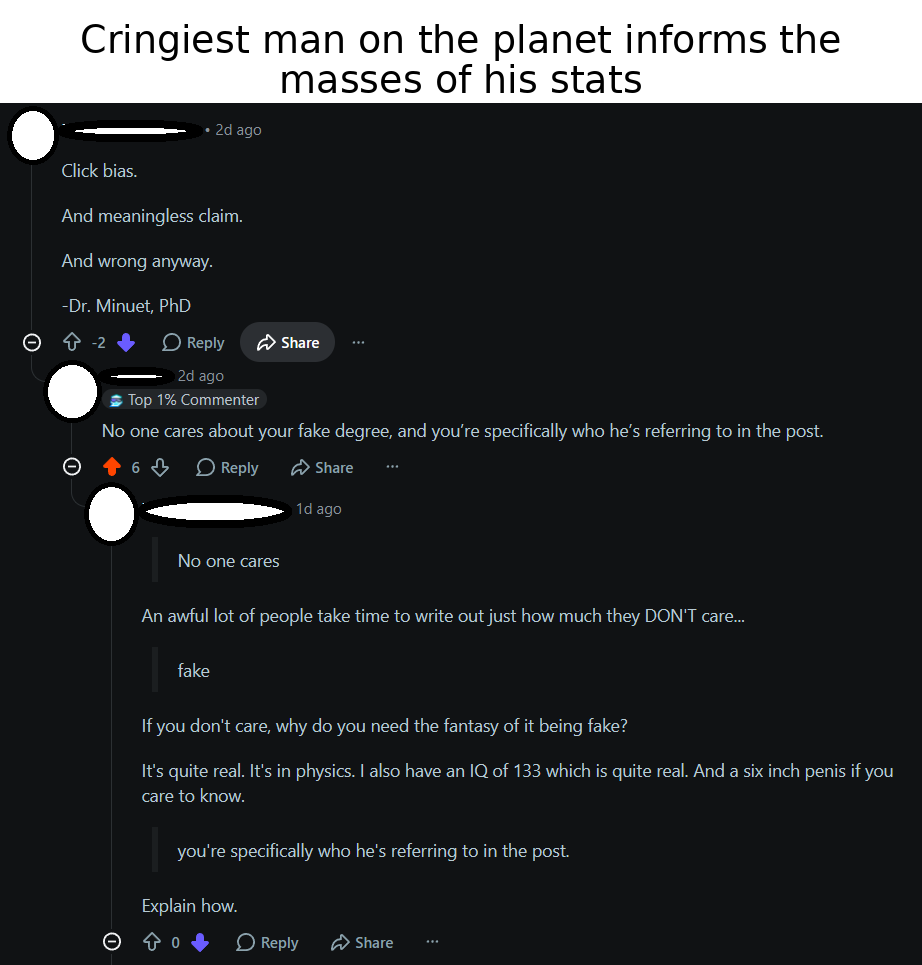 Cringiest man on the planet informs the
masses of his stats
• 2d ago
Click bias.
And meaningless claim.
And wrong anyway.
-Dr. Minuet, PhD
-2 Reply Share ...
2d ago
Top 1% Commenter
No one cares about your fake degree, and you’re specifically who he’s referring to in the post.
6 Reply Share ...
1d ago
No one cares
An awful lot of people take time to write out just how much they DON'T care...
fake
If you don't care, why do you need the fantasy of it being fake?
It's quite real. It's in physics. I also have an IQ of 133 which is quite real. And a six inch penis if you
care to know.
you're specifically who he's referring to in the post.
Explain how.
0 Reply Share ...